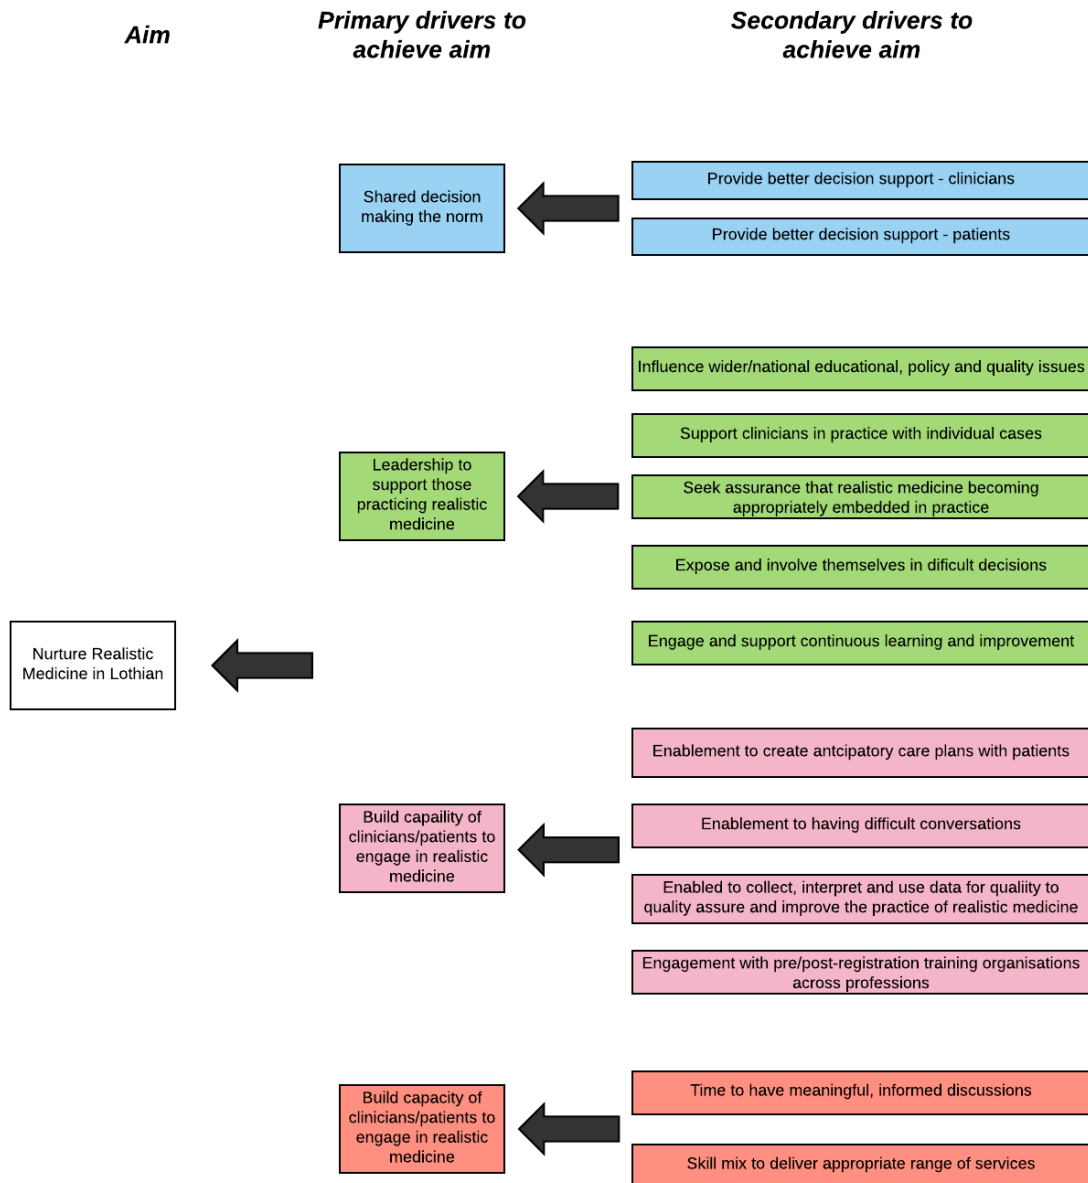 Aim
Primary drivers to
achieve aim
Secondary drivers to
achieve aim
Shared decision
making the norm
Provide better decision support - clinicians
Provide better decision support - patients
Leadership to
support those
practicing realistic
medicine
Influence wider/national educational, policy and quality issues
Support clinicians in practice with individual cases
Seek assurance that realistic medicine becoming
appropriately embedded in practice
Expose and involve themselves in dificult decisions
Engage and support continuous learning and improvement
Nurture Realistic
Medicine in Lothian
Build capaility of
clinicians/patients to
engage in realistic
medicine
Enablement to create antcipatory care plans with patients
Enablement to having difficult conversations
Enabled to collect, interpret and use data for qualiity to
quality assure and improve the practice of realistic medicine
Engagement with pre/post-registration training organisations
across professions
Build capacity of
clinicians/patients to
engage in realistic
medicine
Time to have meaningful, informed discussions
Skill mix to deliver appropriate range of services